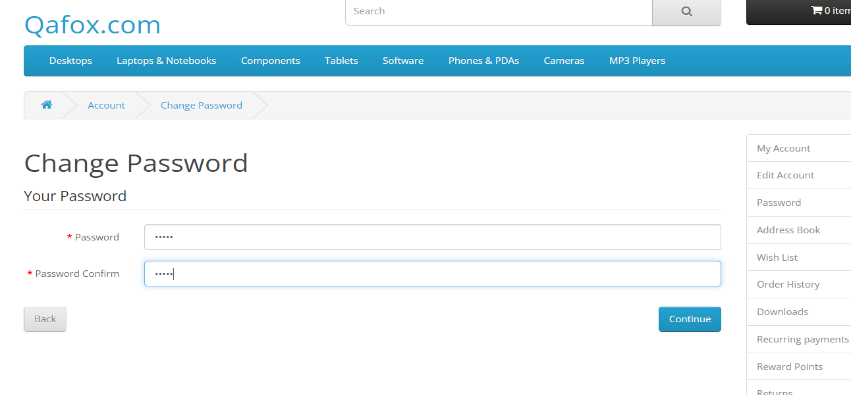 Qafox.com
Search
0 item
Desktops Laptops & Notebooks Components Tablets Software Phones & PDAs Cameras MP3 Players
Account Change Password
Change Password
Your Password
* Password •••••
* Password Confirm •••••
Back Continue
My Account
Edit Account
Password
Address Book
Wish List
Order History
Downloads
Recurring payments
Reward Points
Returns